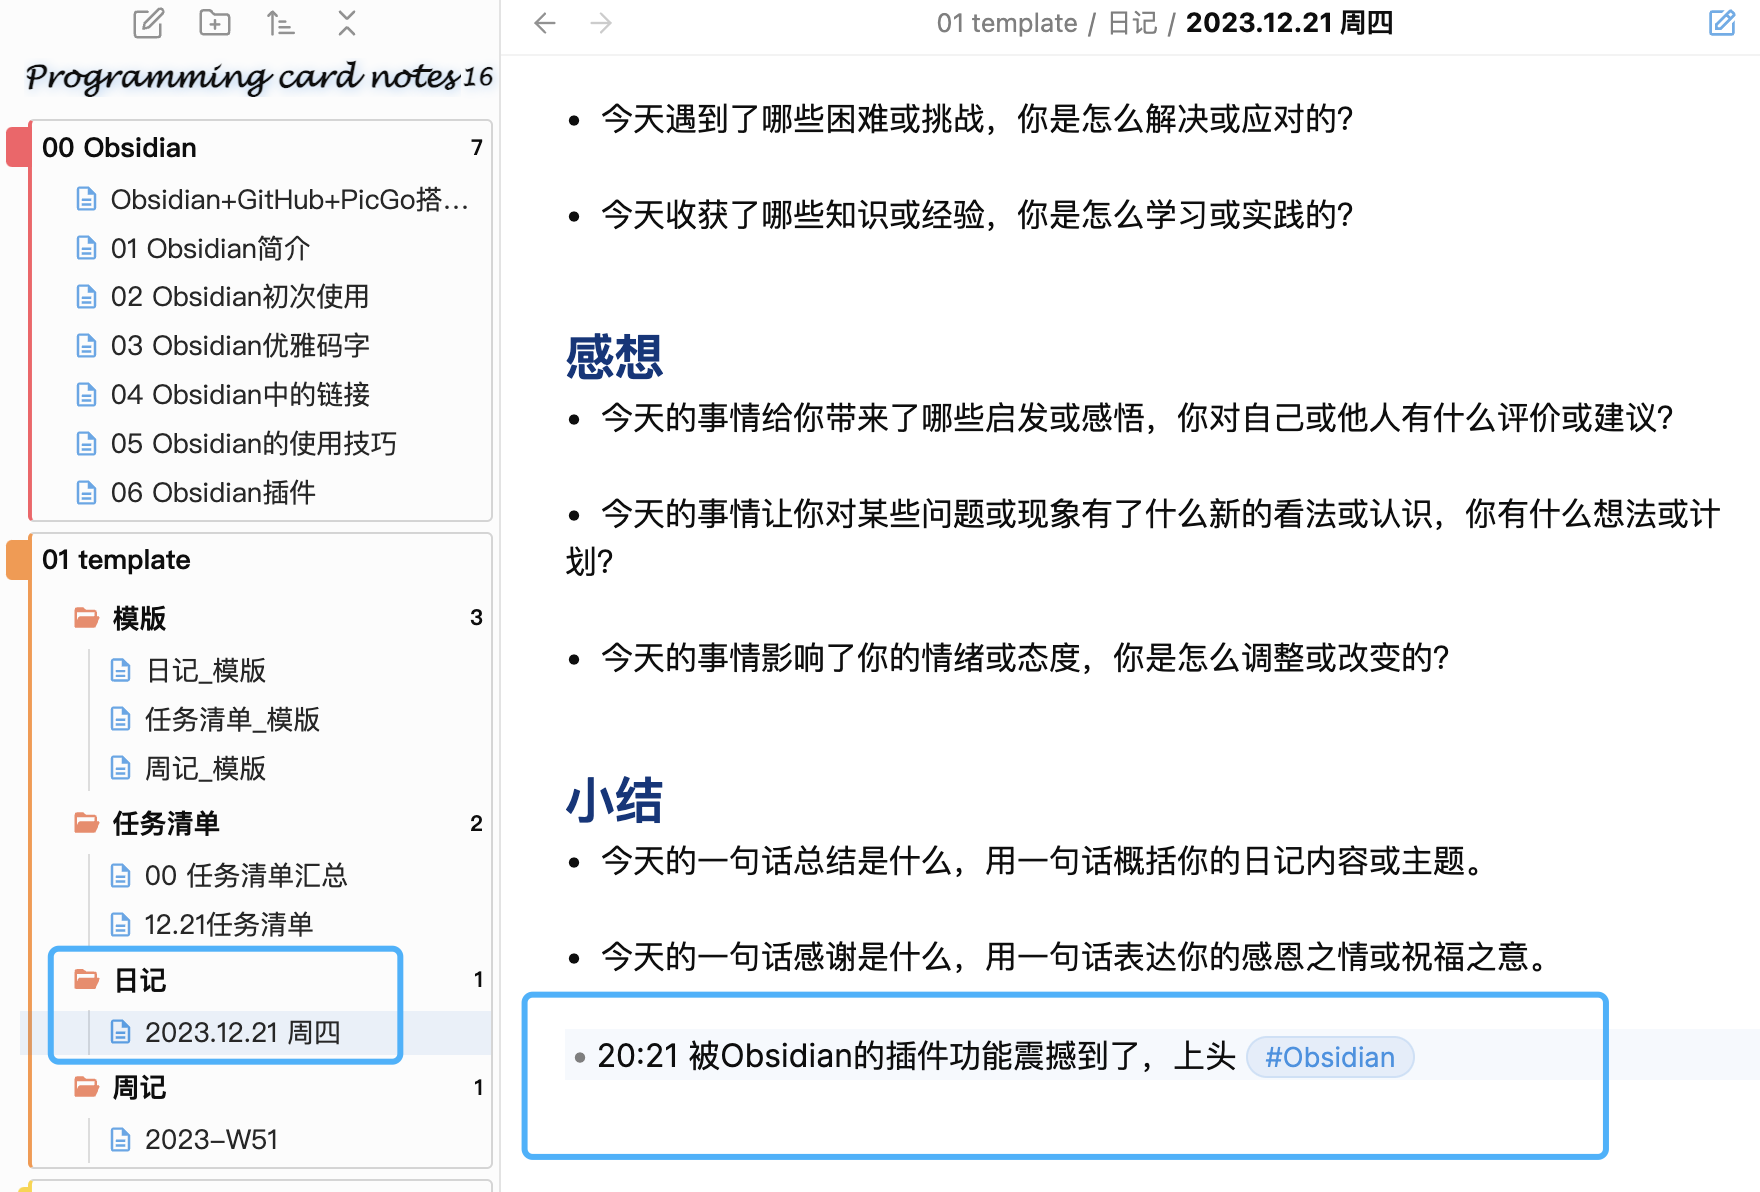 Programming card notes 16
00 Obsidian 7
Obsidian+GitHub+PicGo搭...
01 Obsidian简介
02 Obsidian初次使用
03 Obsidian优雅码字
04 Obsidian中的链接
05 Obsidian的使用技巧
06 Obsidian插件
01 template
模版 3
日记_模版
任务清单_模版
周记_模版
任务清单 2
00 任务清单汇总
12.21任务清单
日记 1
2023.12.21 周四
周记 1
2023-W51
01 template / 日记 / 2023.12.21 周四
• 今天遇到了哪些困难或挑战，你是怎么解决或应对的？
• 今天收获了哪些知识或经验，你是怎么学习或实践的？
感想
• 今天的事情给你带来了哪些启发或感悟，你对自己或他人有什么评价或建议？
• 今天的事情让你对某些问题或现象有了什么新的看法或认识，你有什么想法或计
划？
• 今天的事情影响了你的情绪或态度，你是怎么调整或改变的？
小结
• 今天的一句话总结是什么，用一句话概括你的日记内容或主题。
• 今天的一句话感谢是什么，用一句话表达你的感恩之情或祝福之意。
• 20:21 被Obsidian的插件功能震撼到了，上头 #Obsidian